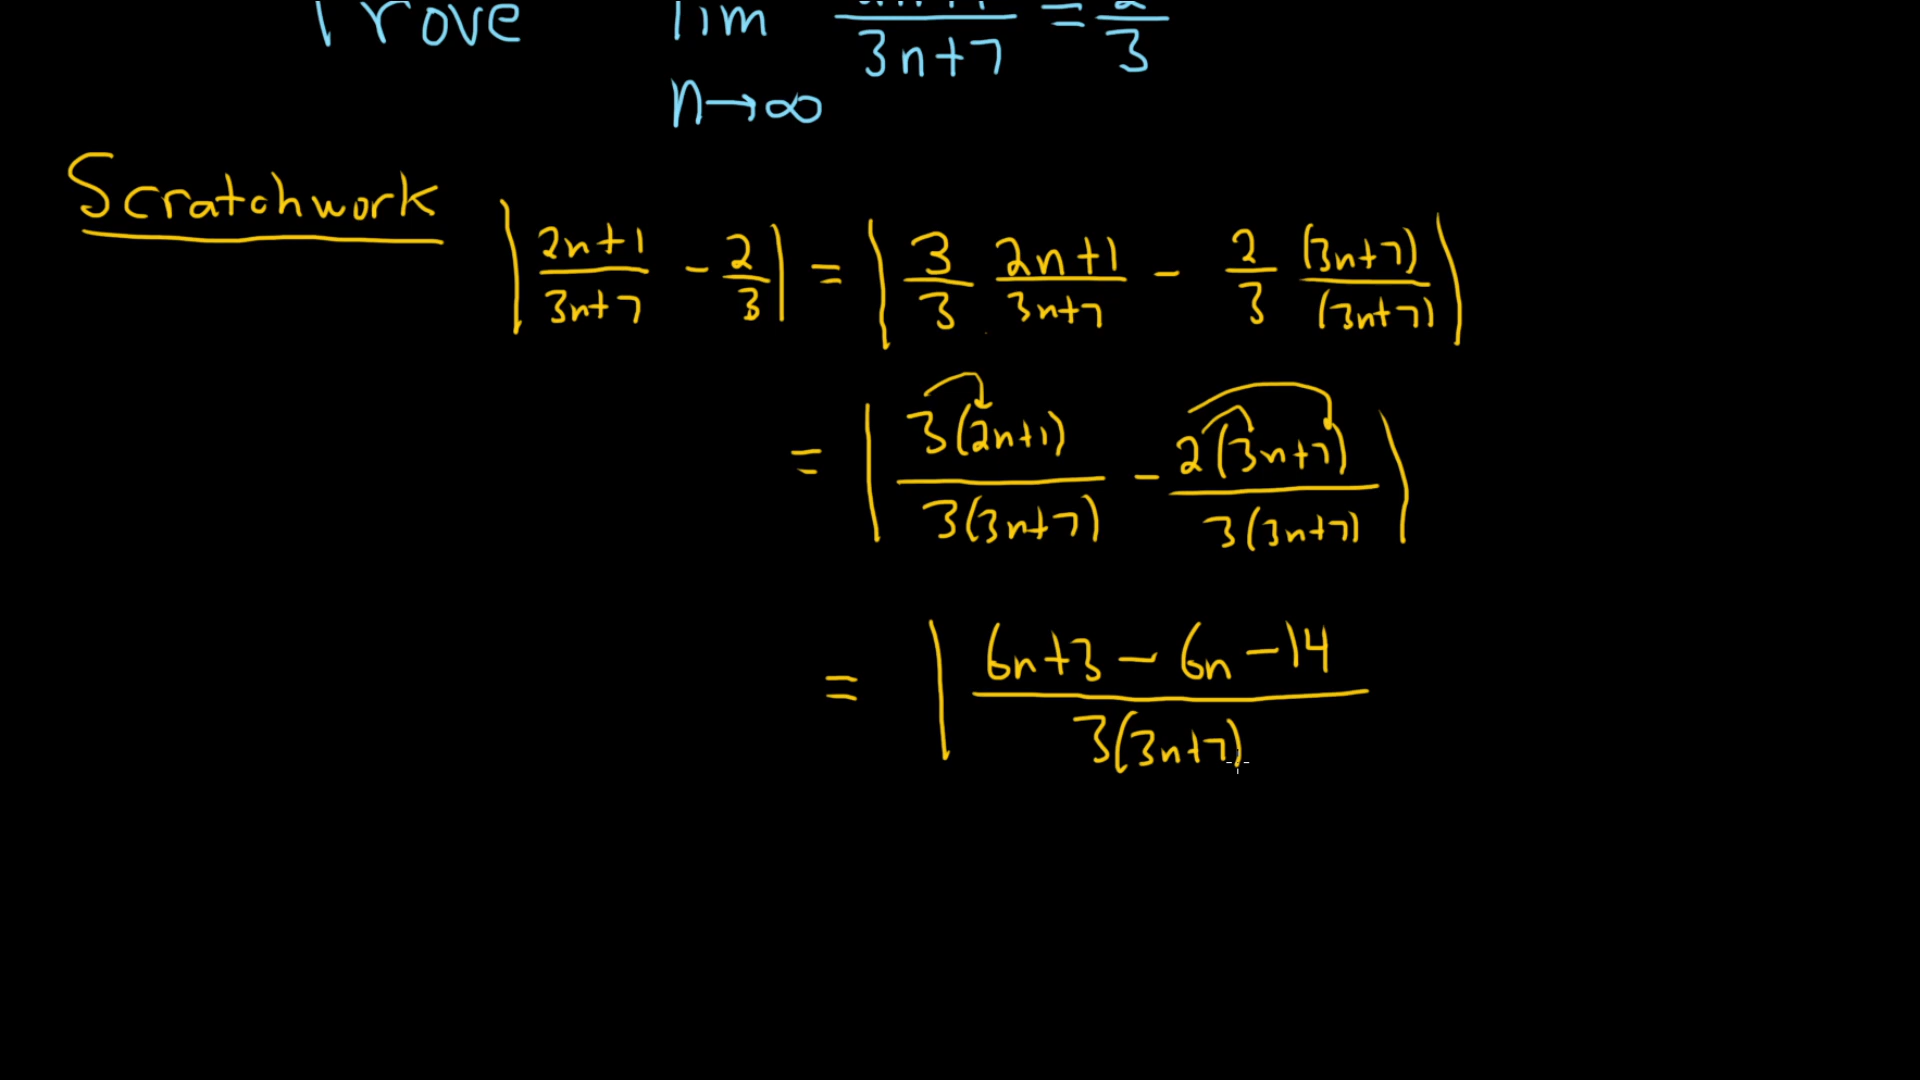 Prove lim 3n+7 = 3
n→∞
Scratchwork |2n+1/3n+7 - 2/3| = |3/3 2n+1/3n+7 - 2/3 (3n+7)/(3n+7)|
= |3(2n+1)/3(3n+7) - 2(3n+7)/3(3n+7)|
= |6n+3-6n-14/3(3n+7)